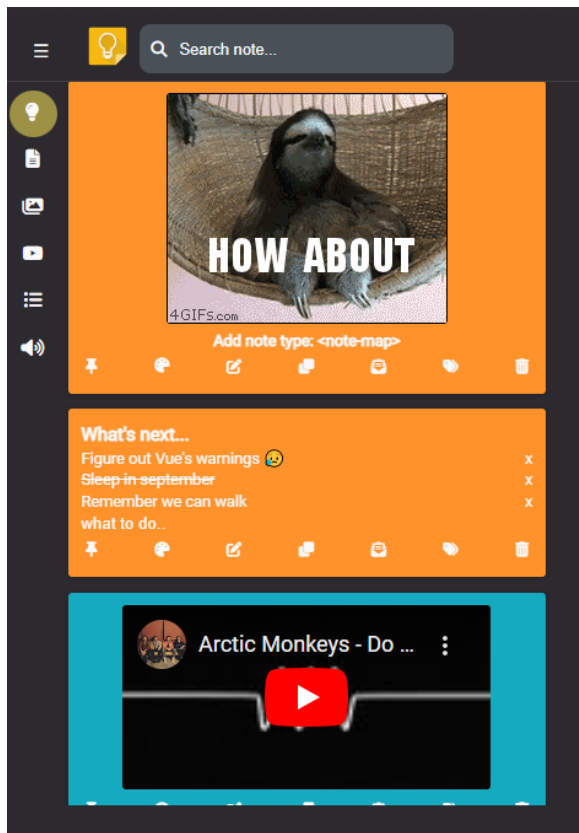 Search note...
HOW ABOUT
4GIFS.com
Add note type: <note-map>
What's next...
Figure out Vue's warnings 😥 x
Sleep in september x
Remember we can walk x
what to do..
Arctic Monkeys - Do ...